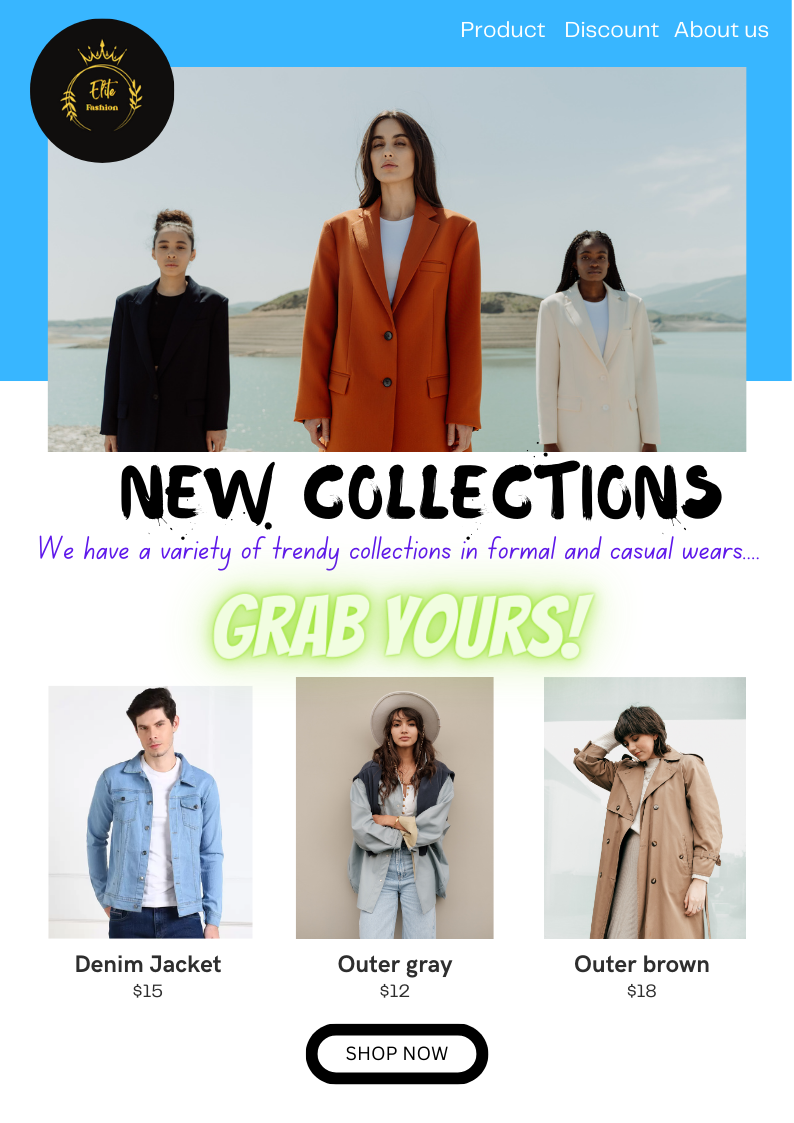 Product Discount About us
Elite
Fashion
NEW COLLECTIONS
We have a variety of trendy collections in formal and casual wears....
GRAB YOURS!
Denim Jacket
$15
Outer gray
$12
Outer brown
$18
SHOP NOW